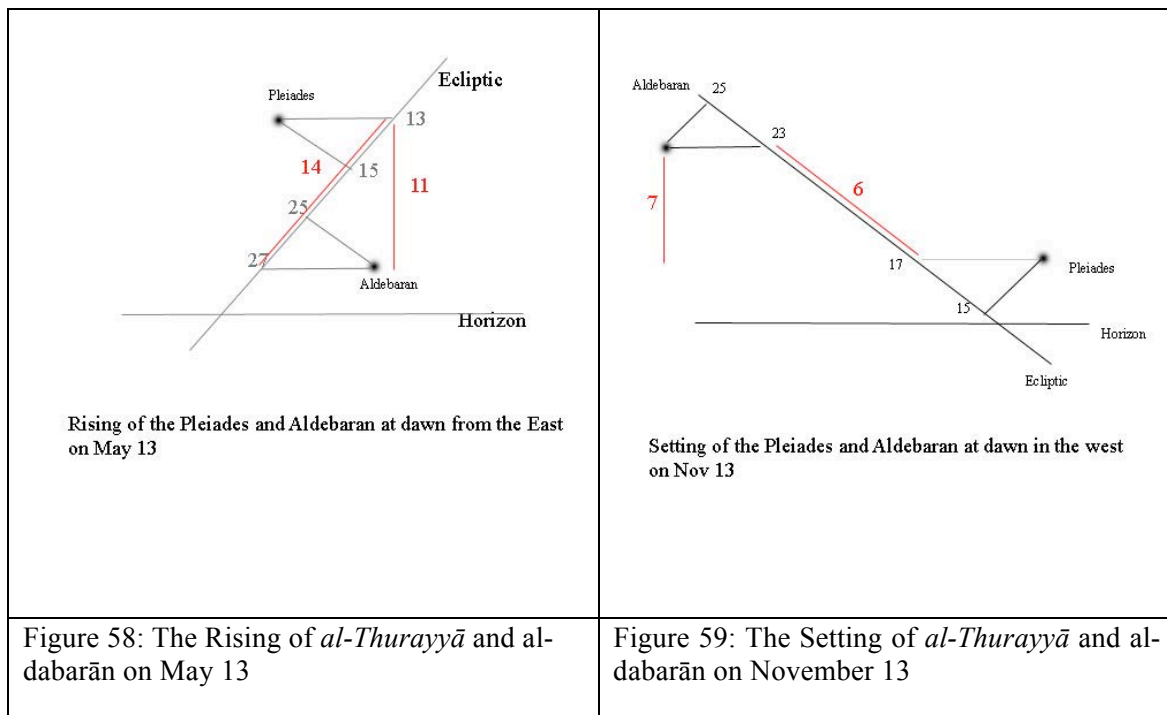 Ecliptic
Pleiades
13
14
15
11
25
27
Aldebaran
Horizon
Rising of the Pleiades and Aldebaran at dawn from the East
on May 13
Figure 58: The Rising of al-Thurayyā and al-
dabarān on May 13
Aldebaran
25
23
6
7
17
Pleiades
15
Horizon
Ecliptic
Setting of the Pleiades and Aldebaran at dawn in the west
on Nov 13
Figure 59: The Setting of al-Thurayyā and al-
dabarān on November 13